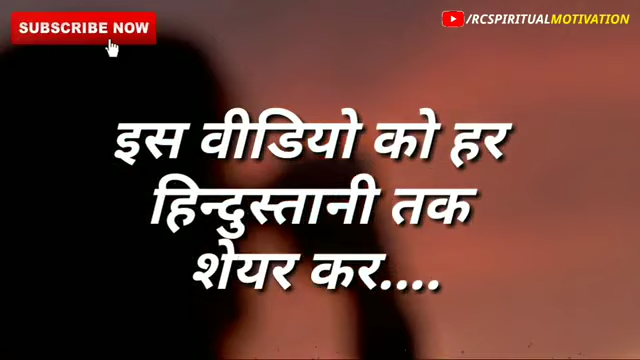 SUBSCRIBE NOW
/RCSPIRITUALMOTIVATION
इस वीडियो को हर
हिन्दुस्तानी तक
शेयर कर....